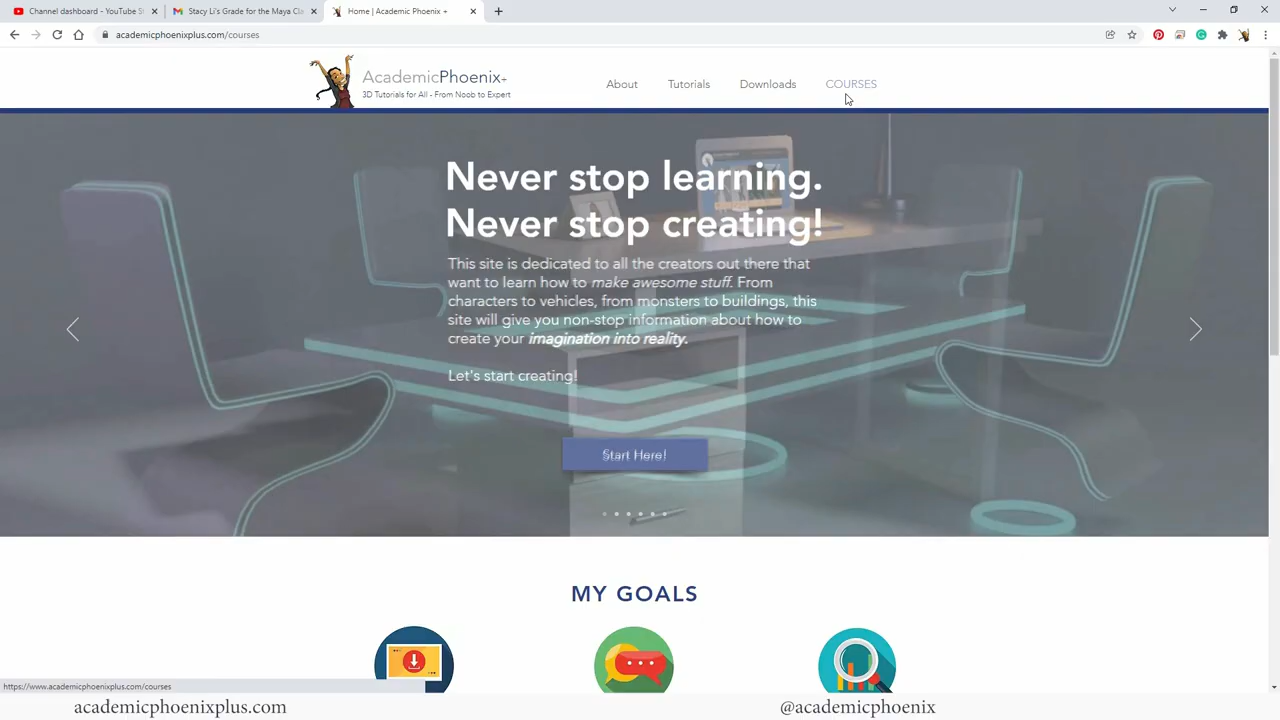 Channel dashboard - YouTube St
Stacy Li's Grade for the Maya Cla
Home | Academic Phoenix +
academicphoenixplus.com/courses
AcademicPhoenix+
3D Tutorials for All - From Noob to Expert
About
Tutorials
Downloads
COURSES
Never stop learning.
Never stop creating!
This site is dedicated to all the creators out there that
want to learn how to make awesome stuff. From
characters to vehicles, from monsters to buildings, this
site will give you non-stop information about how to
create your imagination into reality.
Let's start creating!
Start Here!
MY GOALS
https://www.academicphoenixplus.com/courses
academicphoenixplus.com
@academicphoenix